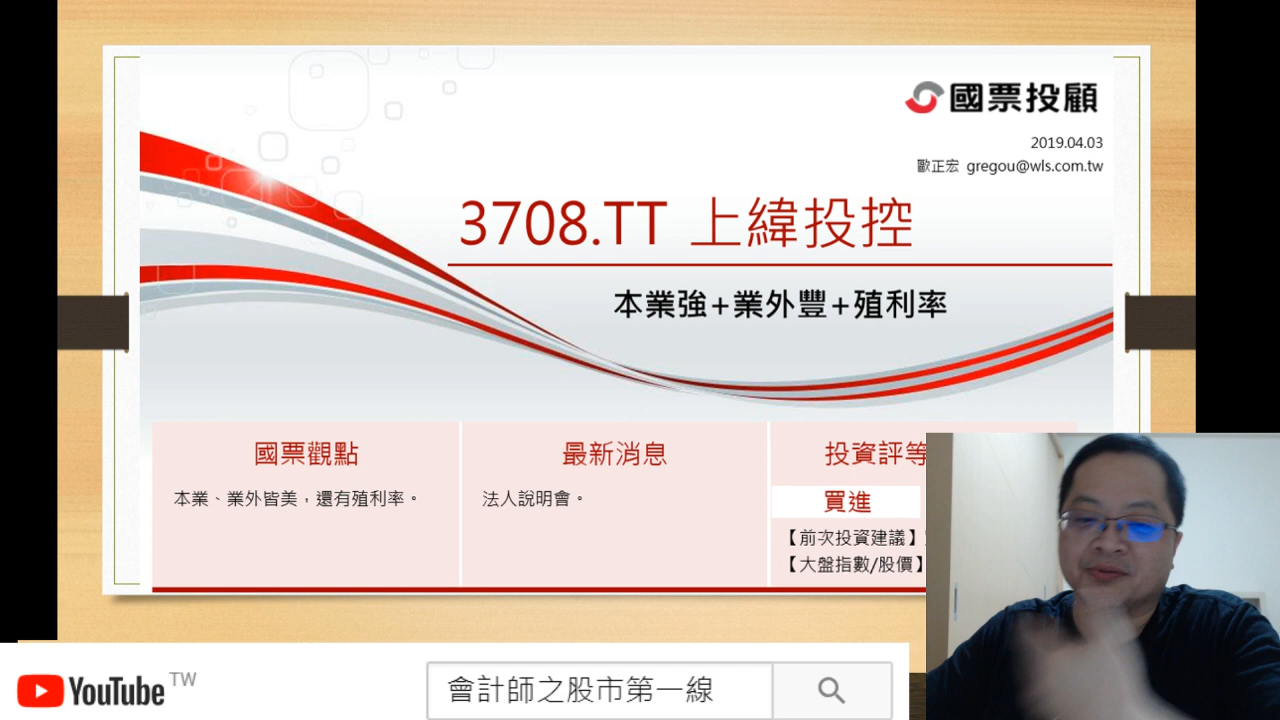 國票投顧
2019.04.03
歐正宏 gregou@wls.com.tw
3708.TT 上緯投控
本業強+業外豐+殖利率
國票觀點
本業、業外皆美，還有殖利率。
最新消息
法人說明會。
投資評等
買進
【前次投資建議】
【大盤指數/股價】
YouTube TW
會計師之股市第一線